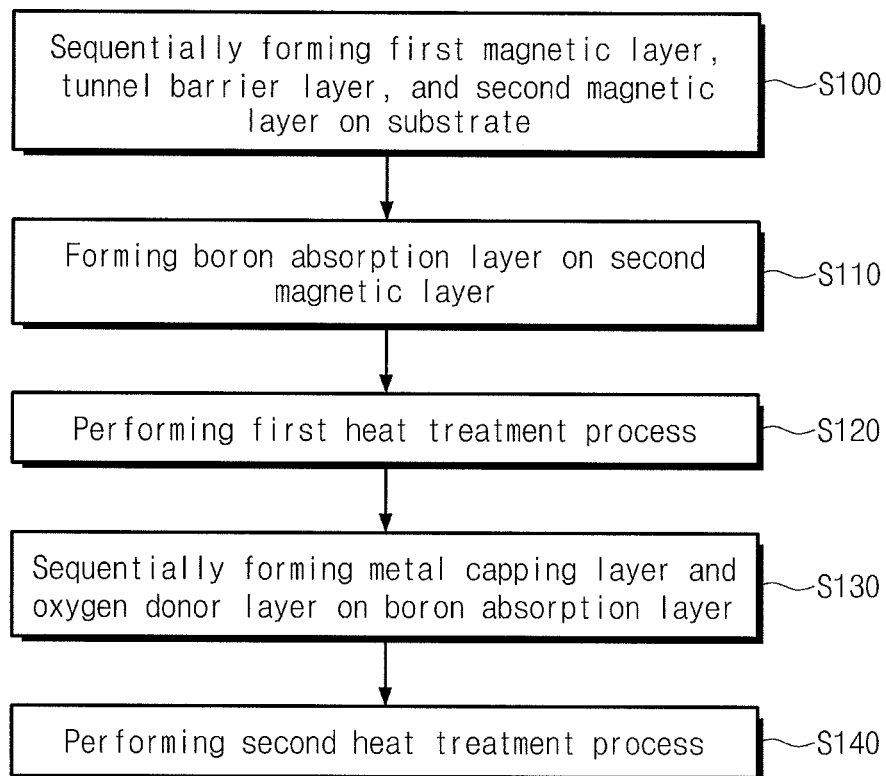 Sequentially forming first magnetic layer,
tunnel barrier layer, and second magnetic
layer on substrate
S100
Forming boron absorption layer on second
magnetic layer
S110
Performing first heat treatment process
S120
Sequentially forming metal capping layer and
oxygen donor layer on boron absorption layer
S130
Performing second heat treatment process
S140